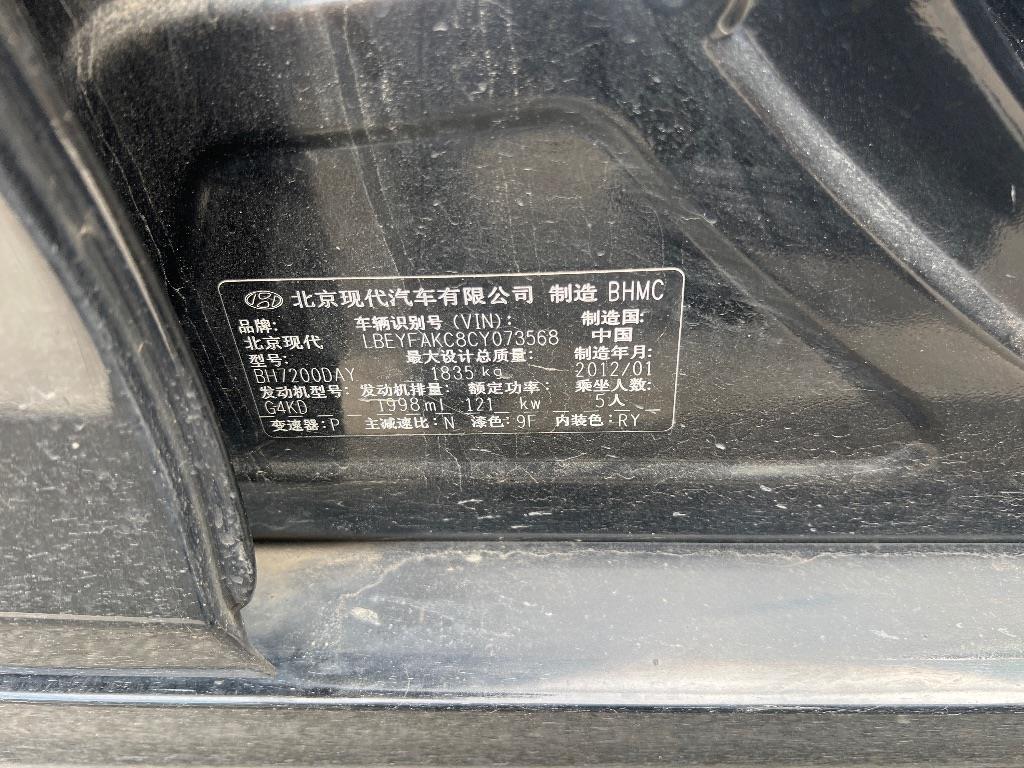 北京现代汽车有限公司 制造 BHMC
品牌: 车辆识别号 (VIN): 制造国:
北京现代 LBEYFAKC8CY073568 中国
型号: 最大设计总质量: 制造年月:
BH7200DAY 1835 kg 2012/01
发动机型号: 发动机排量: 额定功率: 乘坐人数:
G4KD 1998ml 121 kw 5人
变速器:P 主减速比:N 漆色:9F 内装色:RY